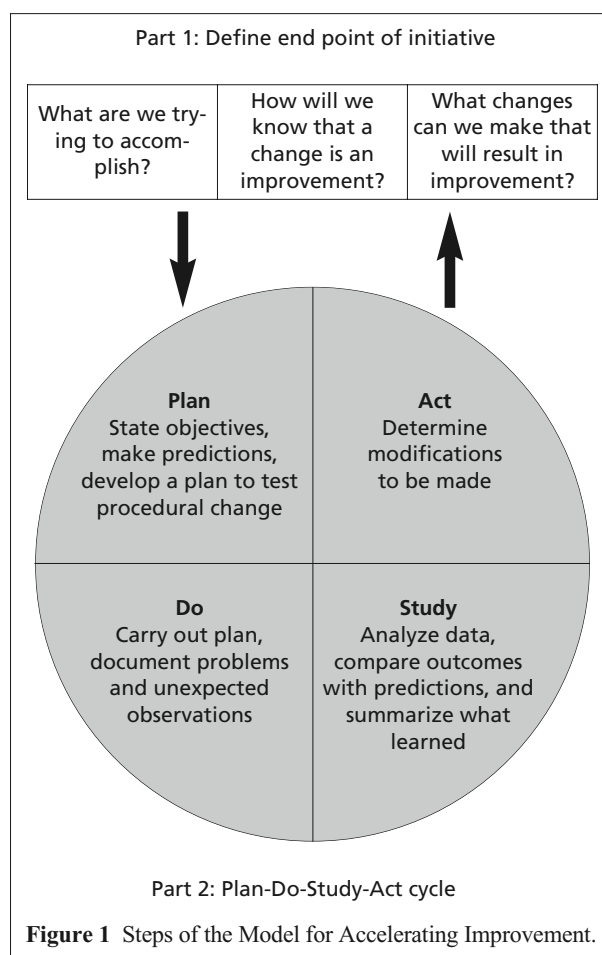 Part 1: Define end point of initiative
What are we try-
ing to accom-
plish?
How will we
know that a
change is an
improvement?
What changes
can we make that
will result in
improvement?
Plan
State objectives,
make predictions,
develop a plan to test
procedural change
Act
Determine
modifications
to be made
Do
Carry out plan,
document problems
and unexpected
observations
Study
Analyze data,
compare outcomes
with predictions, and
summarize what
learned
Part 2: Plan-Do-Study-Act cycle
Figure 1 Steps of the Model for Accelerating Improvement.